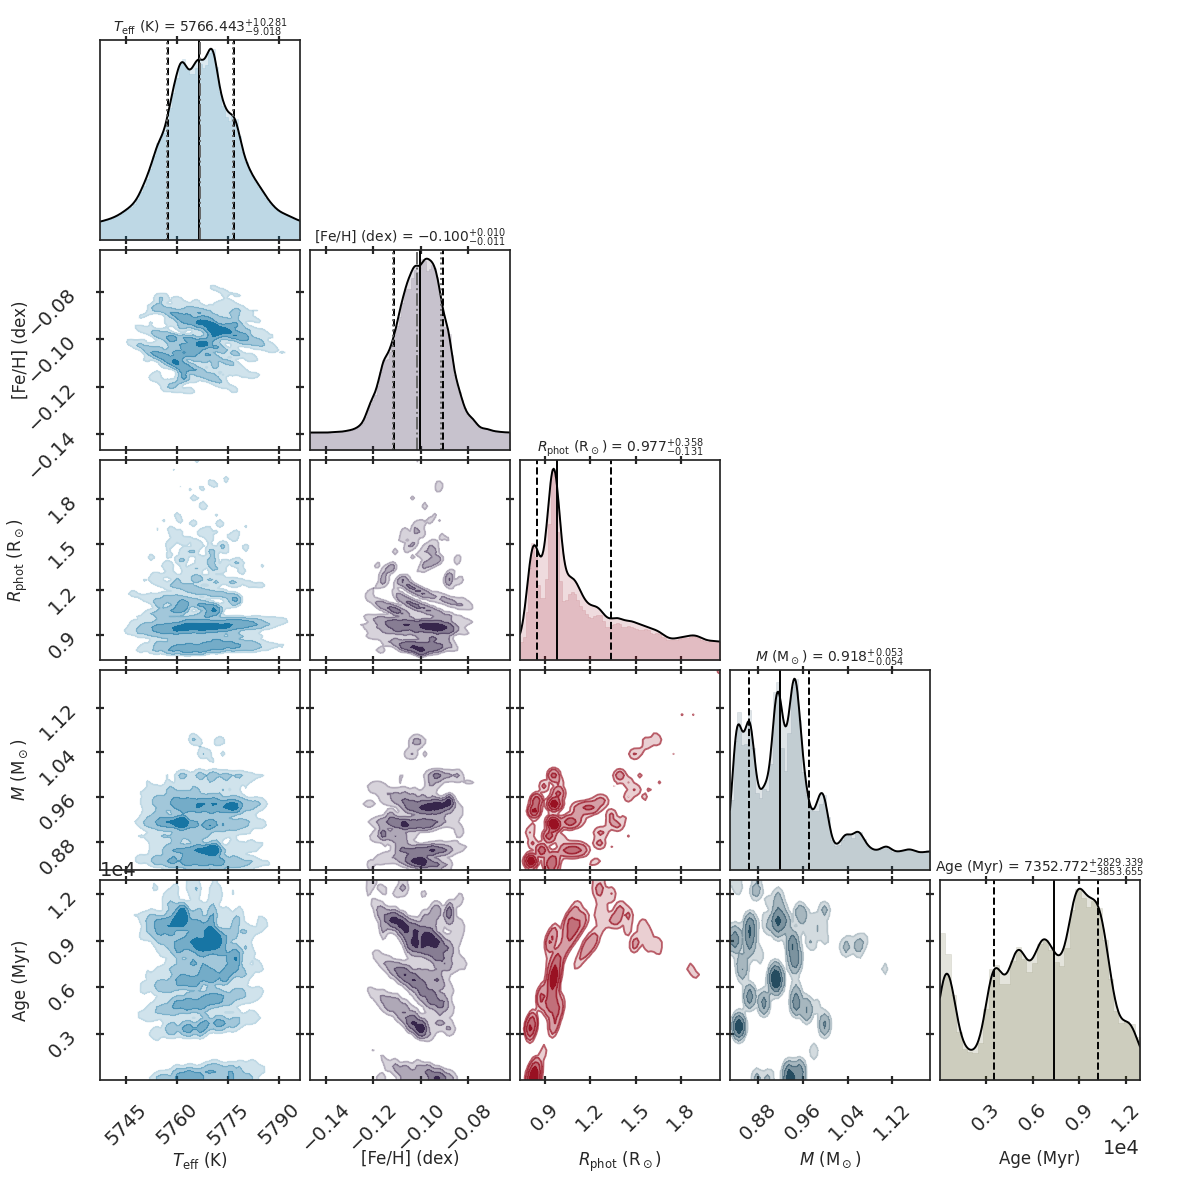 T_eff (K) = 5766.443 +10.281 −9.018
[Fe/H] (dex) = −0.100 +0.010 −0.011
−0.08
−0.10
−0.12
−0.14
[Fe/H] (dex)
R_phot (R⊙) = 0.977 +0.358 −0.131
1.8
1.5
1.2
0.9
R_phot (R⊙)
M (M⊙) = 0.918 +0.053 −0.054
1.12
1.04
0.96
0.88
M (M⊙)
1e4
Age (Myr) = 7352.772 +2829.339 −3853.655
1.2
0.9
0.6
0.3
Age (Myr)
5745 5760 5775 5790
−0.14 −0.12 −0.10 −0.08
0.9 1.2 1.5 1.8
0.88 0.96 1.04 1.12
0.3 0.6 0.9 1.2
1e4
T_eff (K)
[Fe/H] (dex)
R_phot (R⊙)
M (M⊙)
Age (Myr)